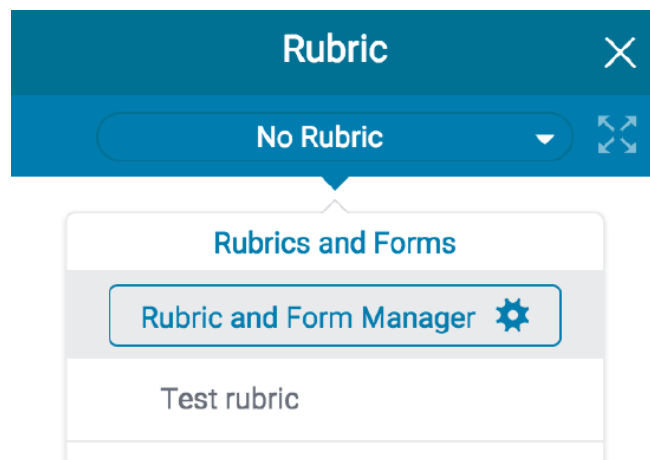 Rubric
No Rubric
Rubrics and Forms
Rubric and Form Manager
Test rubric